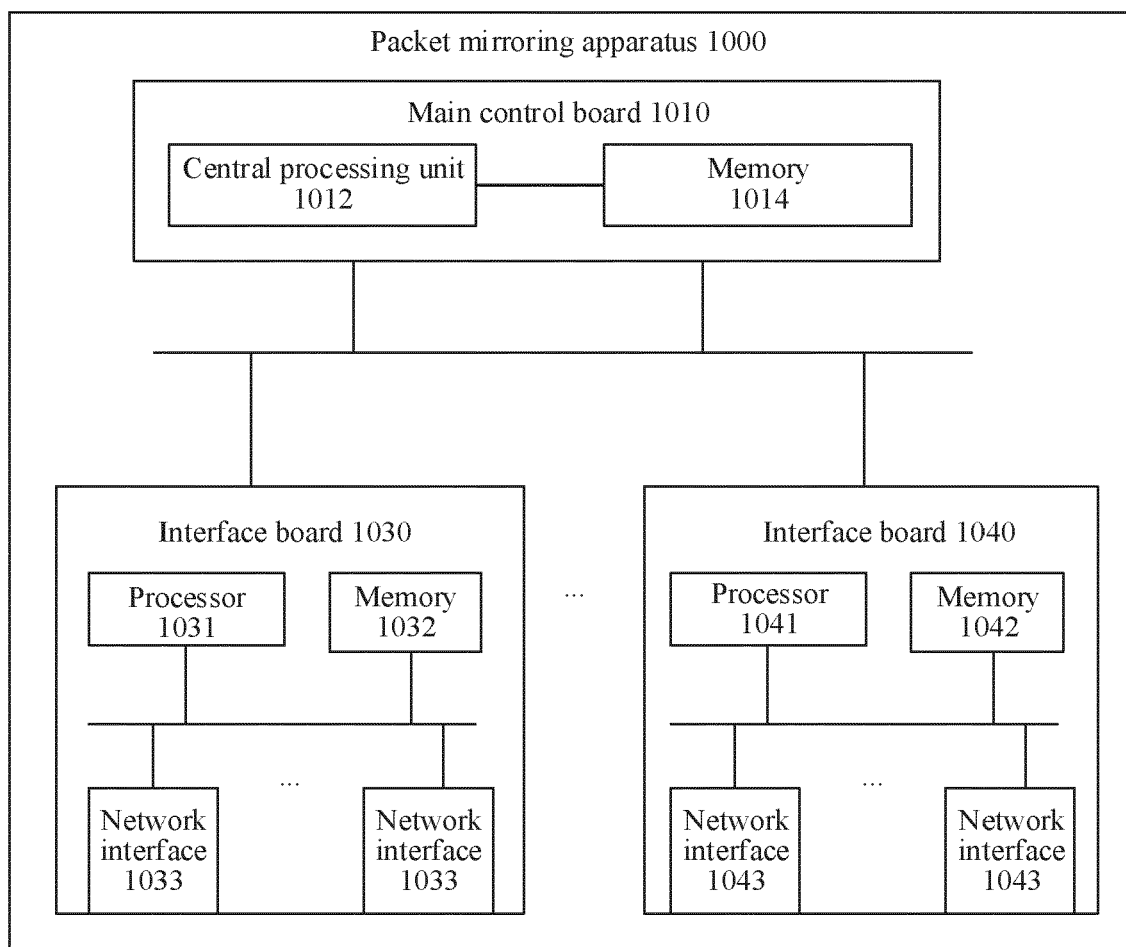 Packet mirroring apparatus 1000
Main control board 1010
Central processing unit
1012
Memory
1014
Interface board 1030
Processor
1031
Memory
1032
...
Network
interface
1033
...
Network
interface
1033
Interface board 1040
Processor
1041
Memory
1042
Network
interface
1043
...
Network
interface
1043